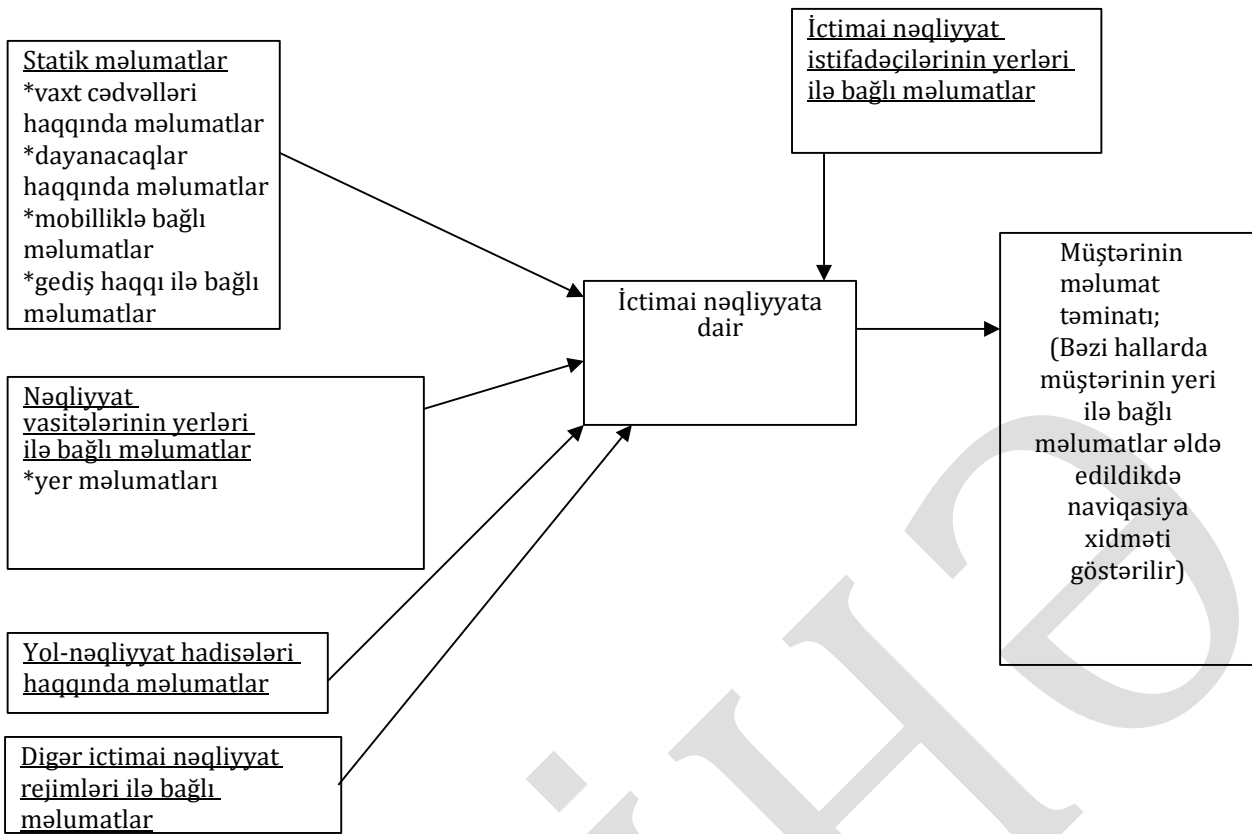 Statik məlumatlar
*vaxt cədvəlləri
haqqında məlumatlar
*dayanacaqlar
haqqında məlumatlar
*mobilliklə bağlı
məlumatlar
*gediş haqqı ilə bağlı
məlumatlar
İctimai nəqliyyat
istifadəçilərinin yerləri
ilə bağlı məlumatlar
İctimai nəqliyyata
dair
Müştərinin
məlumat
təminatı;
(Bəzi hallarda
müştərinin yeri
ilə bağlı
məlumatlar əldə
edildikdə
naviqasiya
xidməti
göstərilir)
Nəqliyyat
vasitələrinin yerləri
ilə bağlı məlumatlar
*yer məlumatları
Yol-nəqliyyat hadisələri
haqqında məlumatlar
Digər ictimai nəqliyyat
rejimləri ilə bağlı
məlumatlar